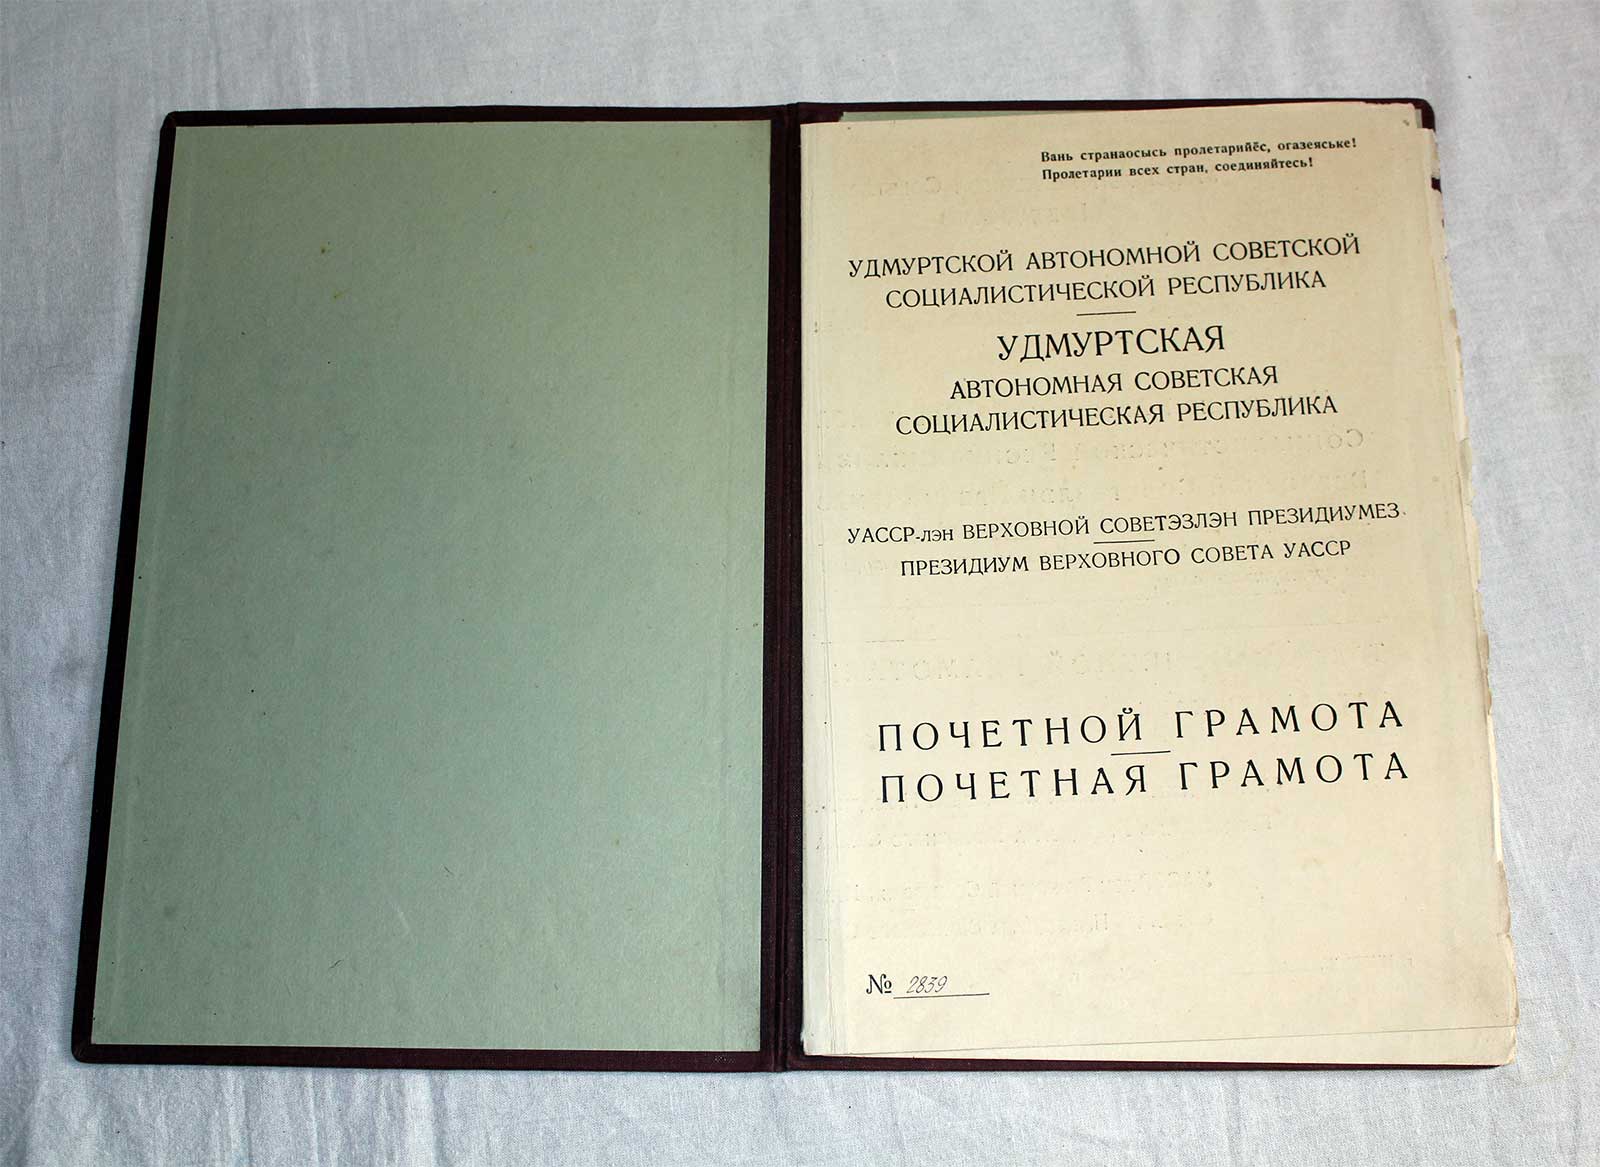 Вань странаосысь пролетарийёс, огазеяське!
Пролетарии всех стран, соединяйтесь!
УДМУРТСКОЙ АВТОНОМНОЙ СОВЕТСКОЙ
СОЦИАЛИСТИЧЕСКОЙ РЕСПУБЛИКА
УДМУРТСКАЯ
АВТОНОМНАЯ СОВЕТСКАЯ
СОЦИАЛИСТИЧЕСКАЯ РЕСПУБЛИКА
УАССР-лэн ВЕРХОВНОЙ СОВЕТЭЗЛЭН ПРЕЗИДИУМЕЗ
ПРЕЗИДИУМ ВЕРХОВНОГО СОВЕТА УАССР
ПОЧЕТНОЙ ГРАМОТА
ПОЧЕТНАЯ ГРАМОТА
№ 2839